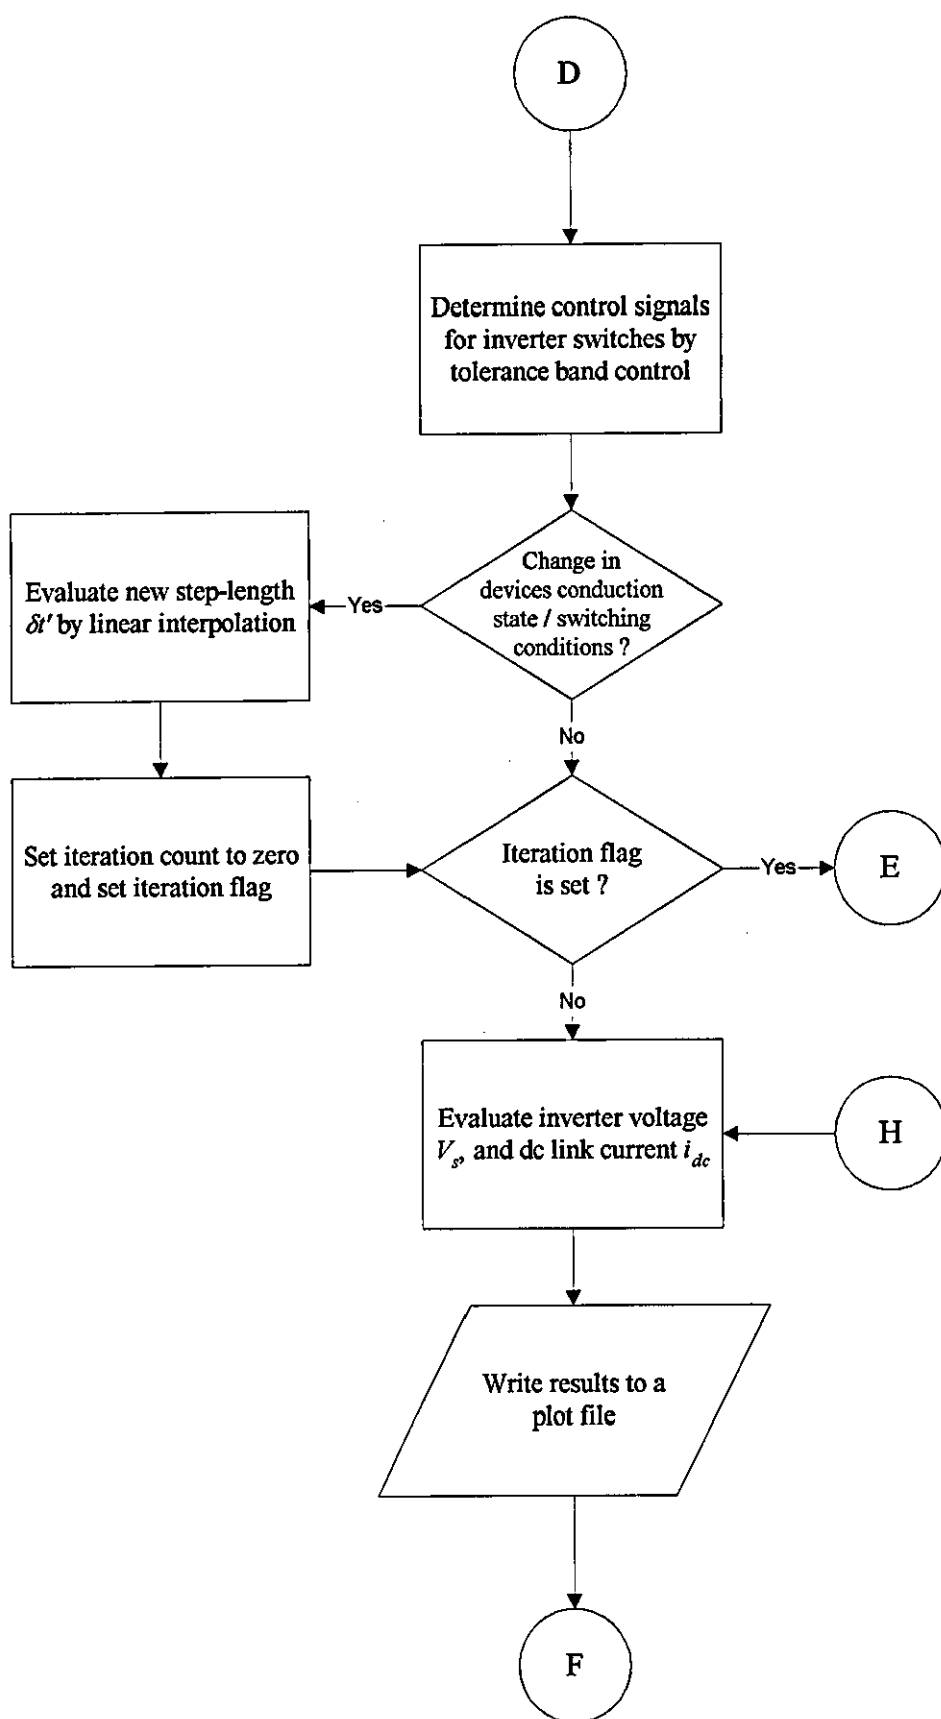 D
Determine control signals
for inverter switches by
tolerance band control
Change in
devices conduction
state / switching
conditions ?
Yes
Evaluate new step-length
δt' by linear interpolation
No
Set iteration count to zero
and set iteration flag
Iteration flag
is set ?
Yes
E
No
Evaluate inverter voltage
V_s, and dc link current i_dc
H
Write results to a
plot file
F